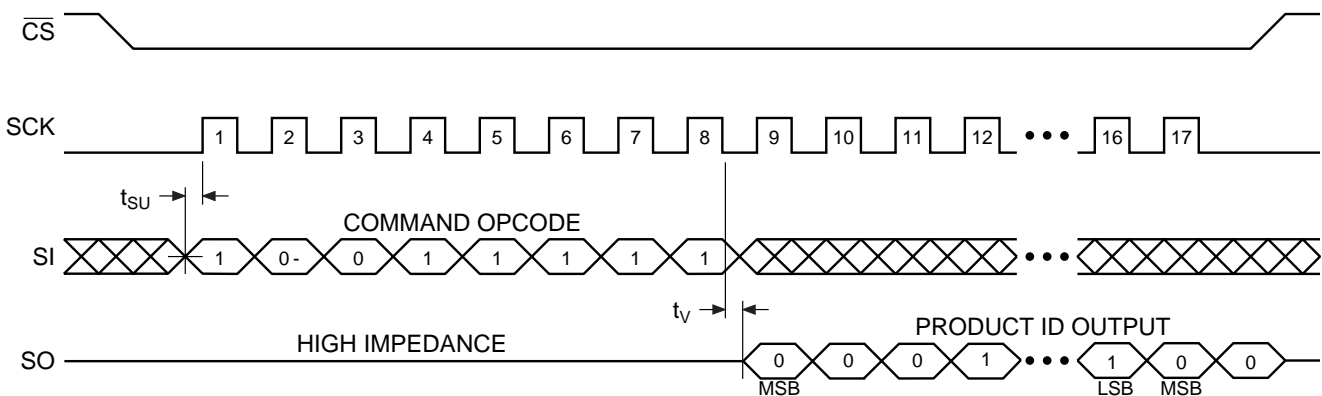 CS
SCK
1 2 3 4 5 6 7 8 9 10 11 12 ••• 16 17
tSU
COMMAND OPCODE
SI
1 0- 0 1 1 1 1 1 •••
tV
HIGH IMPEDANCE
PRODUCT ID OUTPUT
SO
0 0 0 1 ••• 1 0 0
MSB LSB MSB